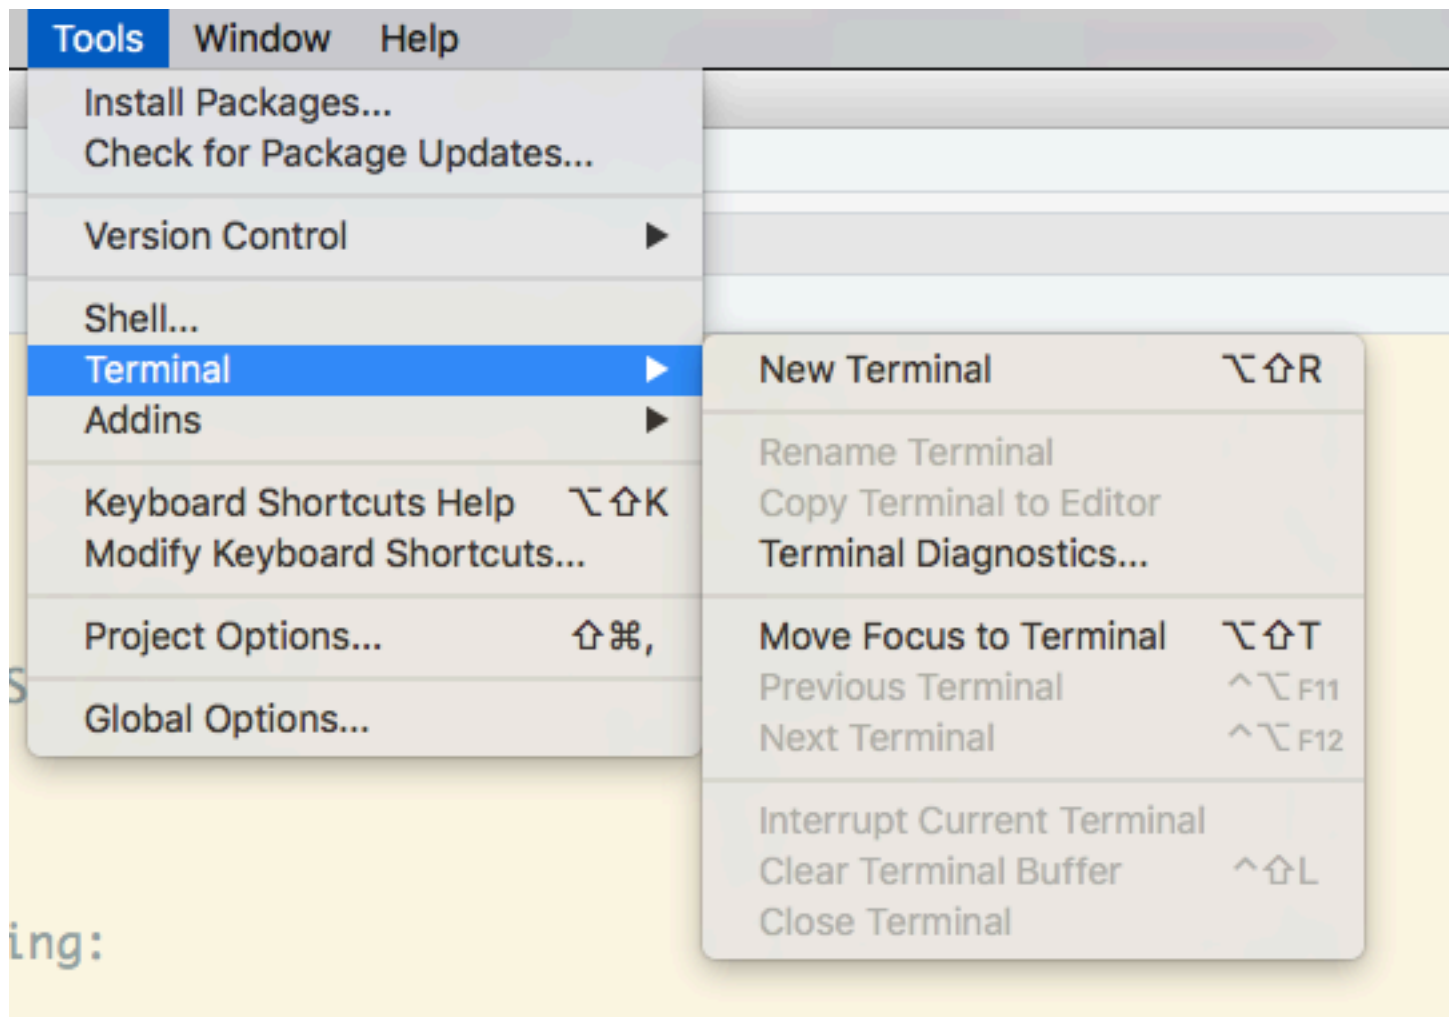 Tools Window Help
Install Packages...
Check for Package Updates...
Version Control ▶
Shell...
Terminal ▶
Addins ▶
Keyboard Shortcuts Help ⌥⇧K
Modify Keyboard Shortcuts...
Project Options... ⇧⌘,
Global Options...
New Terminal ⌥⇧R
Rename Terminal
Copy Terminal to Editor
Terminal Diagnostics...
Move Focus to Terminal ⌥⇧T
Previous Terminal ^⌥F11
Next Terminal ^⌥F12
Interrupt Current Terminal
Clear Terminal Buffer ^⇧L
Close Terminal
s
ing: